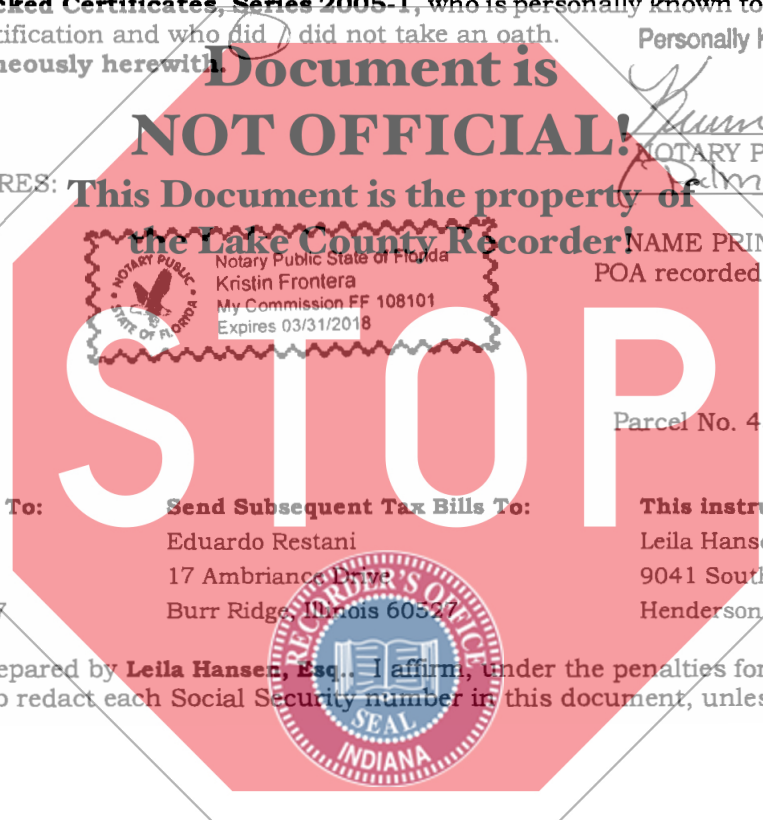 cked Certificates, Series 2005-1, who is personally known to
tification and who did / did not take an oath.
Personally K
neously herewith.
Document is
NOT OFFICIAL!
NOTARY P
RES:
This Document is the property of
the Lake County Recorder!
NAME PRIN
POA recorded
NOTARY PUBLIC
STATE OF FLORIDA
Notary Public State of Florida
Kristin Frontera
My Commission FF 108101
Expires 03/31/2018
STOP
Parcel No. 4
To:
Send Subsequent Tax Bills To:
This instru
Eduardo Restani
Leila Hanse
17 Ambriance Drive
9041 South
7
Burr Ridge, Illinois 60527
Henderson
epared by Leila Hansen, Esq.. I affirm, under the penalties for
o redact each Social Security number in this document, unles
RECORDER'S OFFICE
SEAL
INDIANA